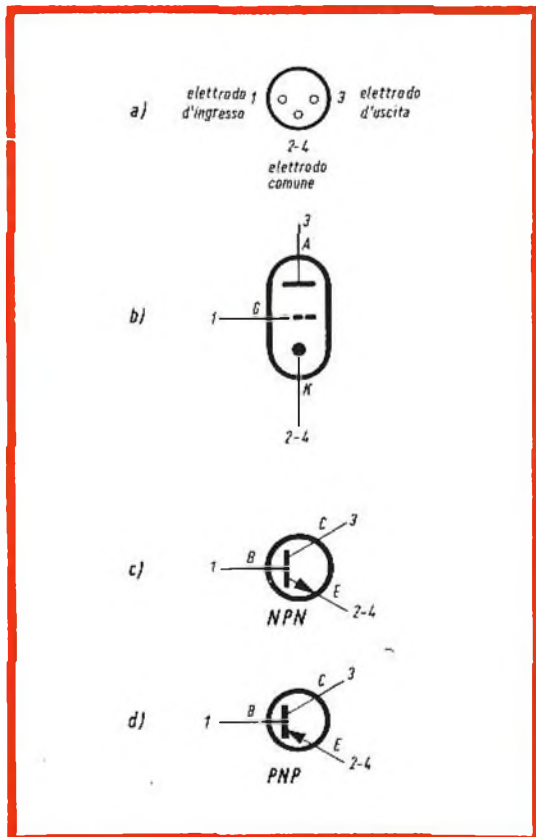 a)
elettrodo
d'ingresso
1
3
elettrodo
d'uscita
2-4
elettrodo
comune
3
A
b)
1
G
K
2-4
c)
1
B
C
3
E
2-4
NPN
d)
1
B
C
3
E
2-4
PNP